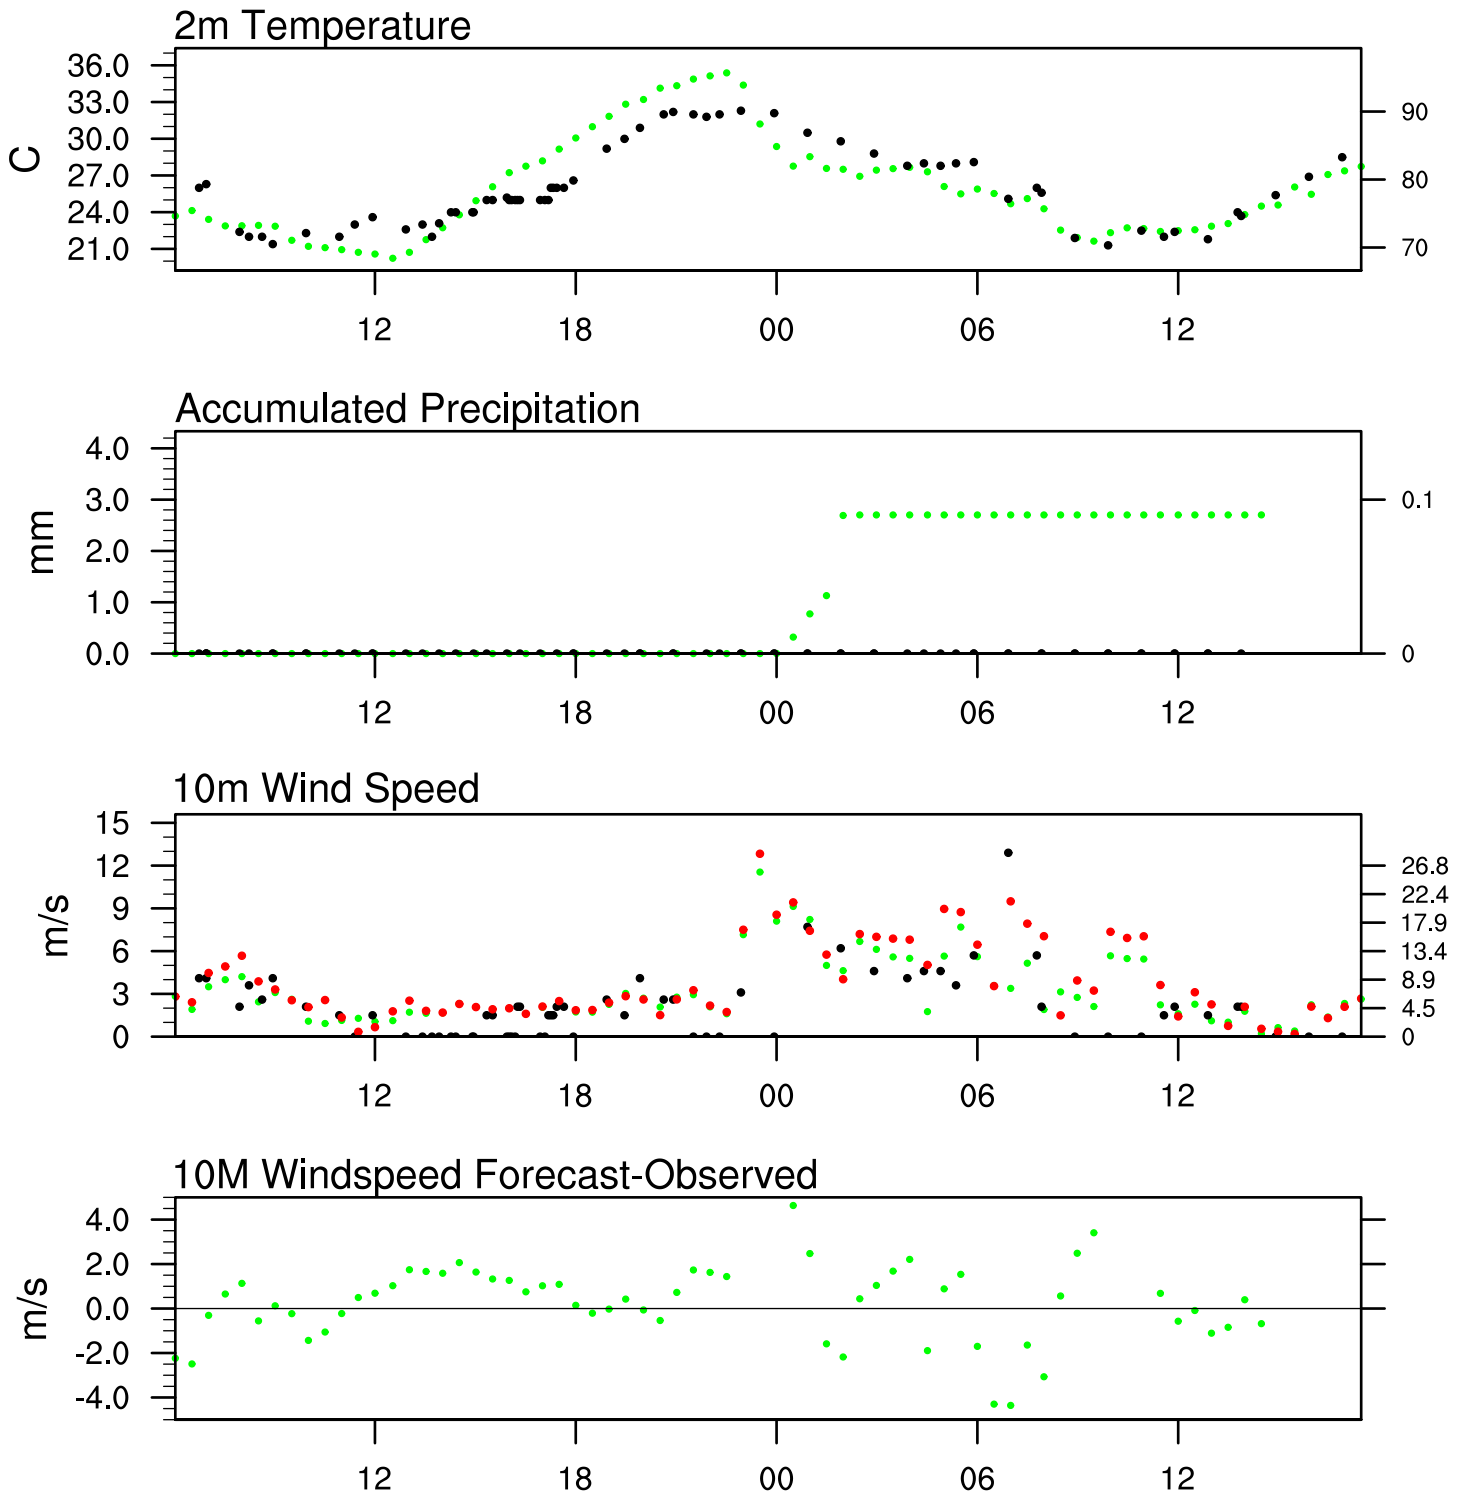 2m Temperature
36.0
33.0
30.0
27.0
24.0
21.0
C
90
80
70
12 18 00 06 12
Accumulated Precipitation
4.0
3.0
2.0
1.0
0.0
mm
0.1
0
12 18 00 06 12
10m Wind Speed
15
12
9
6
3
0
m/s
26.8
22.4
17.9
13.4
8.9
4.5
0
12 18 00 06 12
10M Windspeed Forecast-Observed
4.0
2.0
0.0
-2.0
-4.0
m/s
12 18 00 06 12